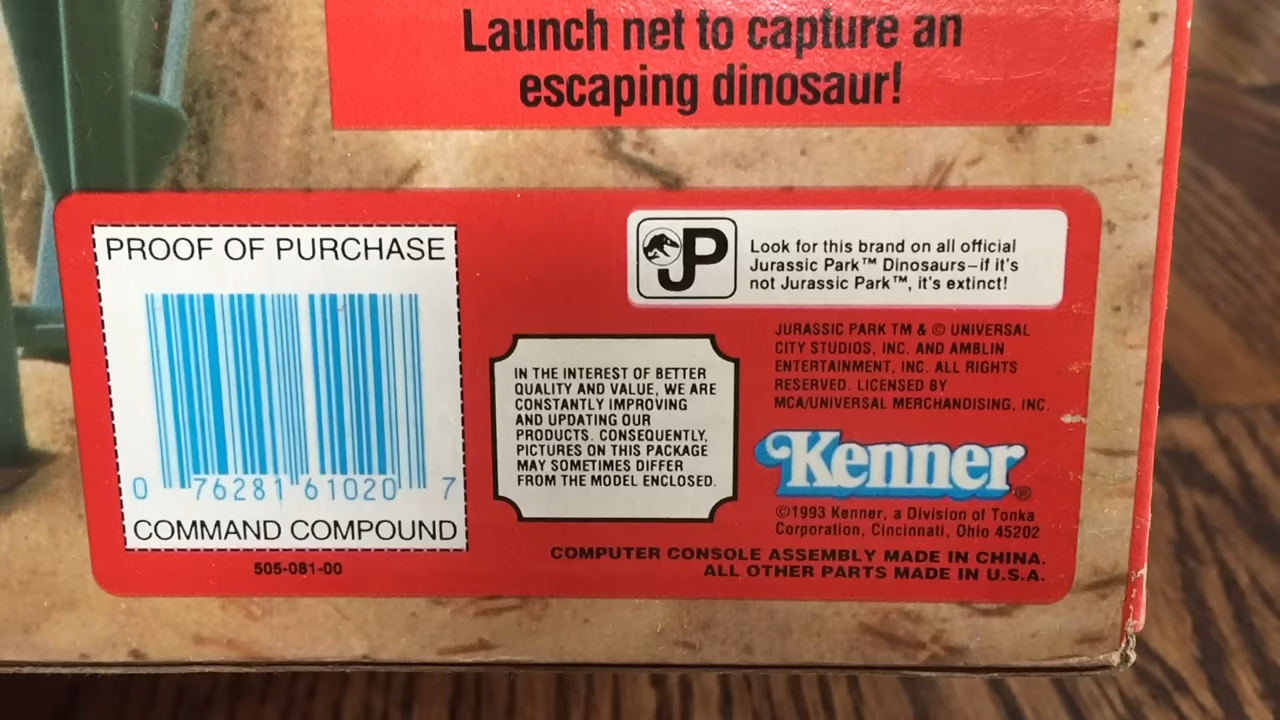 Launch net to capture an
escaping dinosaur!
PROOF OF PURCHASE
0 76281 61020 7
COMMAND COMPOUND
505-081-00
JP
Look for this brand on all official
Jurassic Park™ Dinosaurs—if it's
not Jurassic Park™, it's extinct!
IN THE INTEREST OF BETTER
QUALITY AND VALUE, WE ARE
CONSTANTLY IMPROVING
AND UPDATING OUR
PRODUCTS. CONSEQUENTLY,
PICTURES ON THIS PACKAGE
MAY SOMETIMES DIFFER
FROM THE MODEL ENCLOSED.
JURASSIC PARK TM & © UNIVERSAL
CITY STUDIOS, INC. AND AMBLIN
ENTERTAINMENT, INC. ALL RIGHTS
RESERVED. LICENSED BY
MCA/UNIVERSAL MERCHANDISING, INC.
Kenner®
©1993 Kenner, a Division of Tonka
Corporation, Cincinnati, Ohio 45202
COMPUTER CONSOLE ASSEMBLY MADE IN CHINA.
ALL OTHER PARTS MADE IN U.S.A.